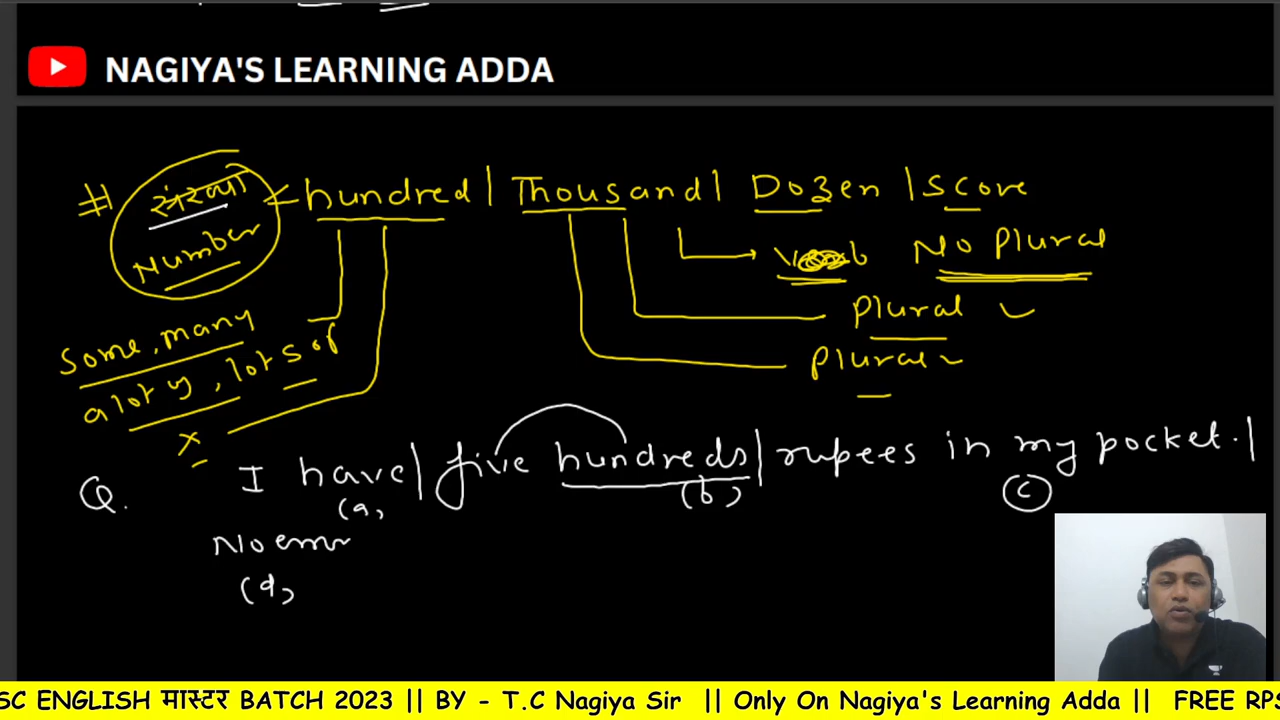 NAGIYA'S LEARNING ADDA
# संख्या hundred | Thousand | Dozen | Score
Number
No Plural
Plural
Plural
Some, many
a lot of, lots of
x
Q. I have | five hundreds | rupees in my pocket. |
(a) (b) (c)
No error
(d)
SC ENGLISH मास्टर BATCH 2023 || BY - T.C Nagiya Sir || Only On Nagiya's Learning Adda || FREE RPS